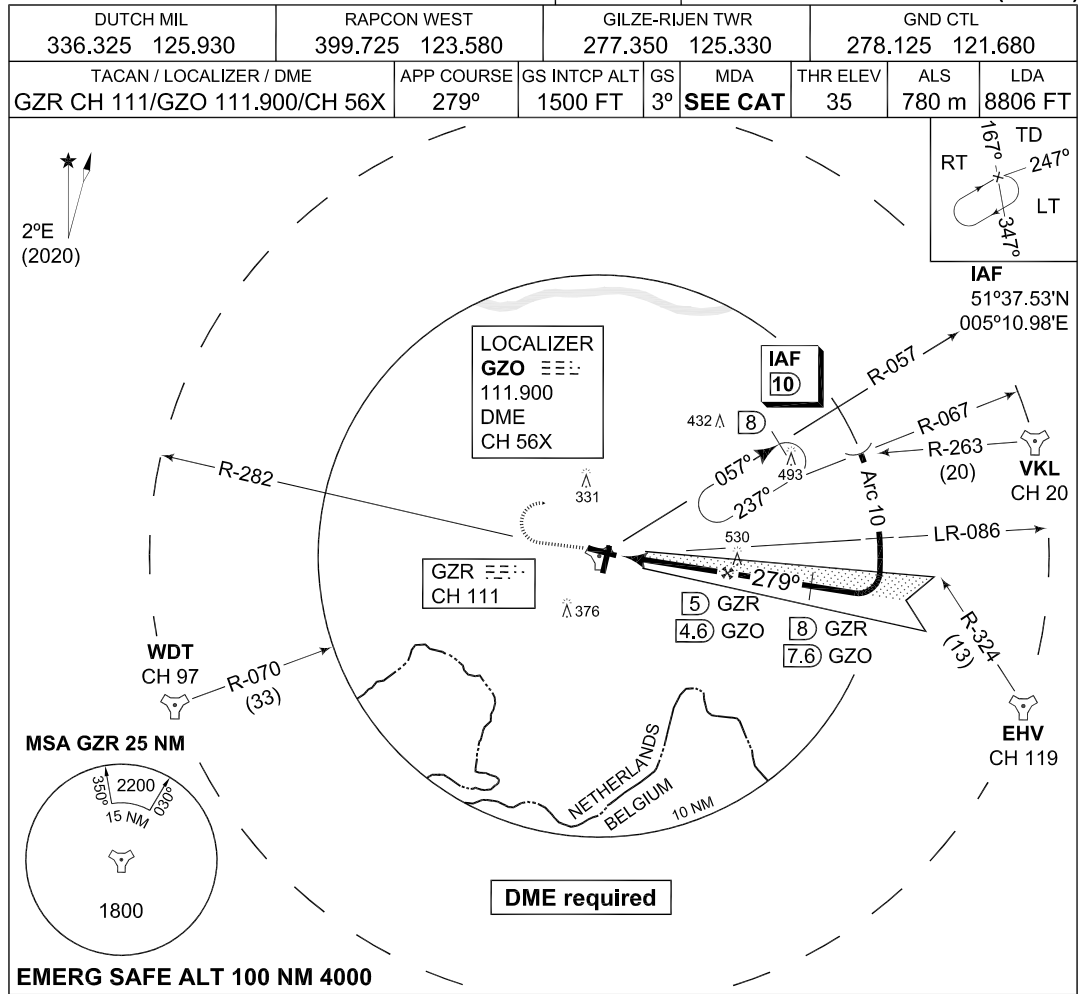 DUTCH MIL
336.325 125.930
RAPCON WEST
399.725 123.580
GILZE-RIJEN TWR
277.350 125.330
GND CTL
278.125 121.680
TACAN / LOCALIZER / DME
GZR CH 111/GZO 111.900/CH 56X
APP COURSE
279º
GS INTCP ALT
1500 FT
GS
3º
MDA
SEE CAT
THR ELEV
35
ALS
780 m
LDA
8806 FT
2ºE
(2020)
167º
TD
RT
247º
LT
347º
IAF
51º37.53'N
005º10.98'E
LOCALIZER
GZO
111.900
DME
CH 56X
IAF
10
R-057
432
8
R-067
R-263
(20)
VKL
CH 20
057º
493
237º
Arc 10
R-282
331
530
LR-086
GZR
CH 111
279º
376
5 GZR
4.6 GZO
8 GZR
7.6 GZO
R-324
(13)
WDT
CH 97
R-070
(33)
EHV
CH 119
MSA GZR 25 NM
350º
2200
030º
15 NM
1800
NETHERLANDS
BELGIUM
10 NM
DME required
EMERG SAFE ALT 100 NM 4000